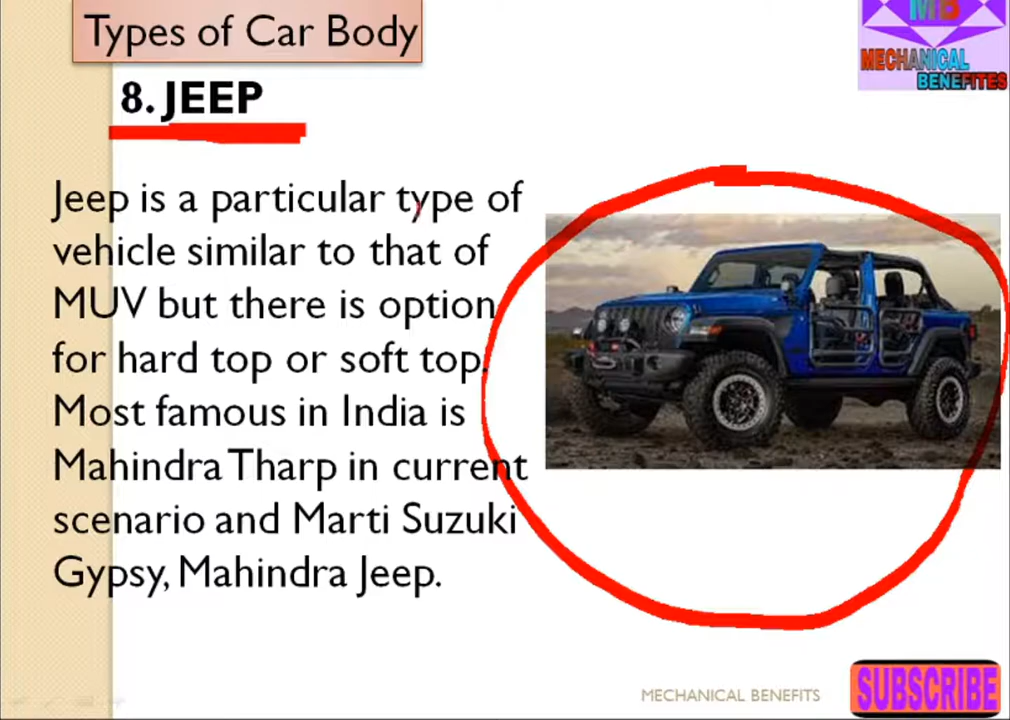 Types of Car Body
MB
MECHANICAL
BENEFITES
8. JEEP
Jeep is a particular type of
vehicle similar to that of
MUV but there is option
for hard top or soft top.
Most famous in India is
Mahindra Tharp in current
scenario and Marti Suzuki
Gypsy, Mahindra Jeep.
MECHANICAL BENEFITS
SUBSCRIBE